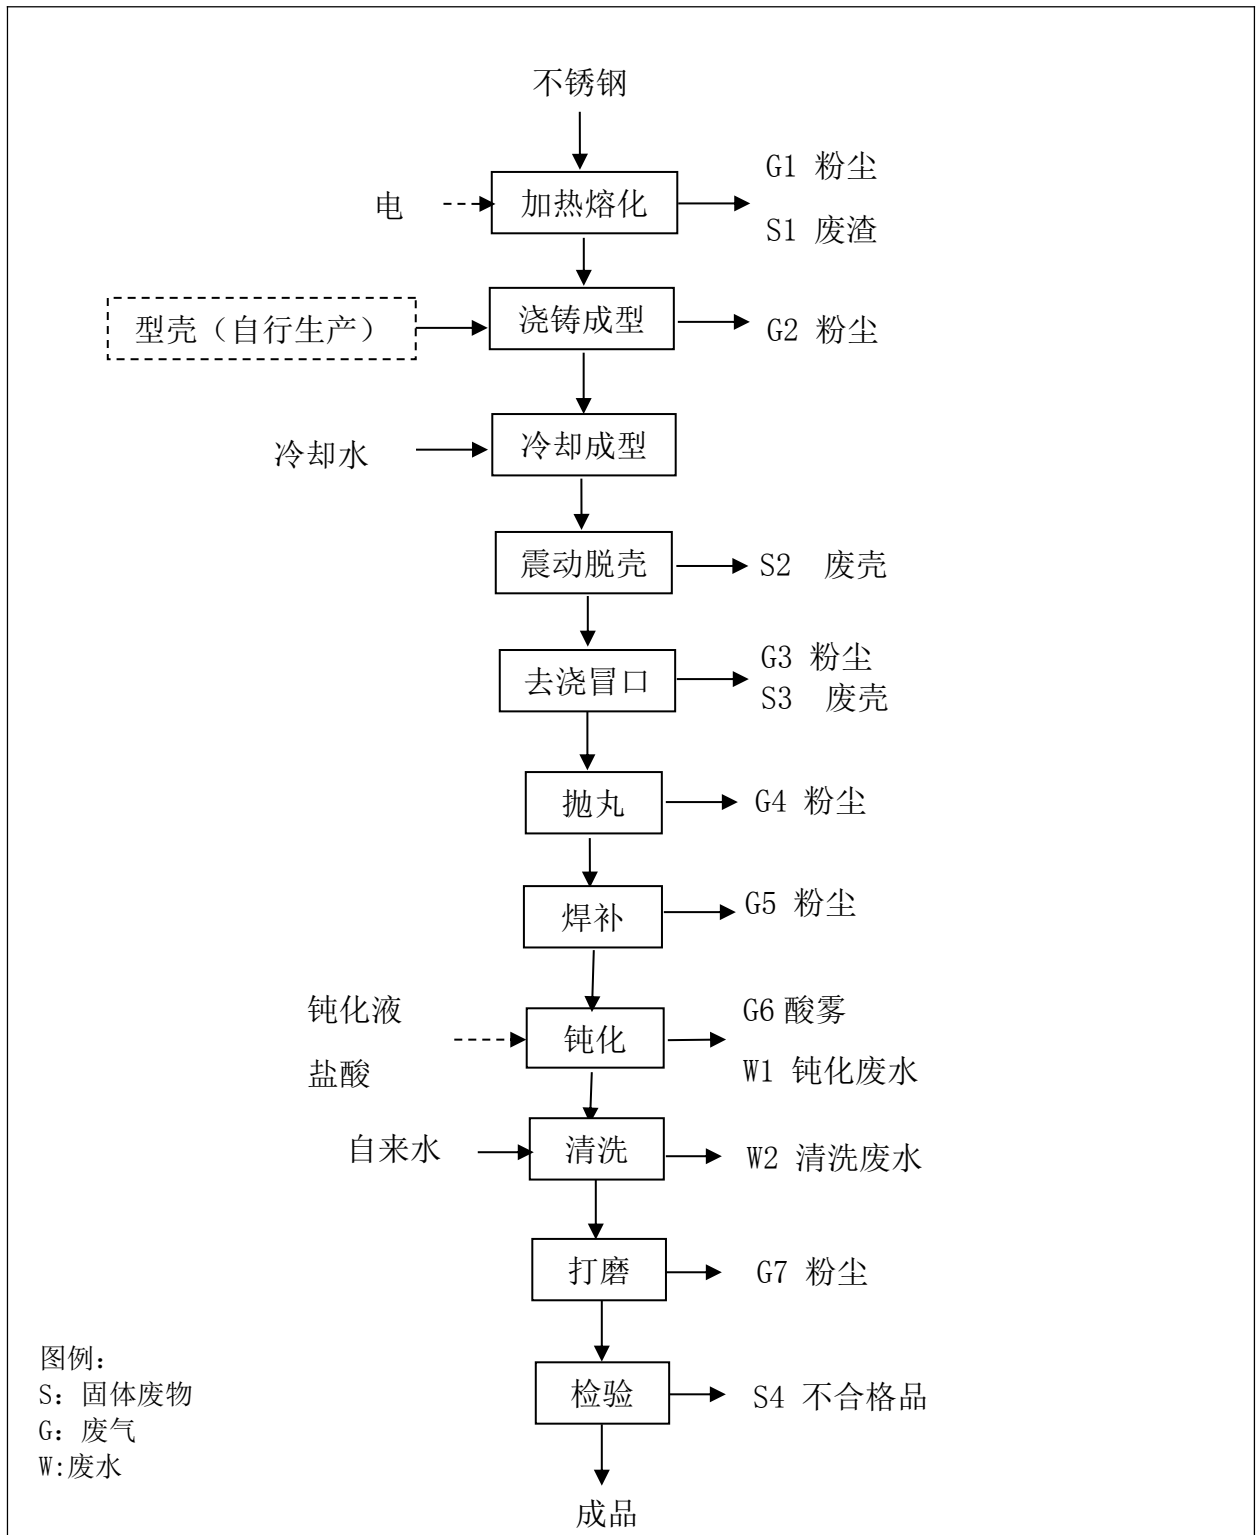 不锈钢
G1 粉尘
电
加热熔化
S1 废渣
型壳（自行生产）
浇铸成型
G2 粉尘
冷却水
冷却成型
震动脱壳
S2 废壳
去浇冒口
G3 粉尘
S3 废壳
抛丸
G4 粉尘
焊补
G5 粉尘
钝化液
盐酸
钝化
G6 酸雾
W1 钝化废水
自来水
清洗
W2 清洗废水
打磨
G7 粉尘
检验
S4 不合格品
成品
图例：
S：固体废物
G：废气
W:废水